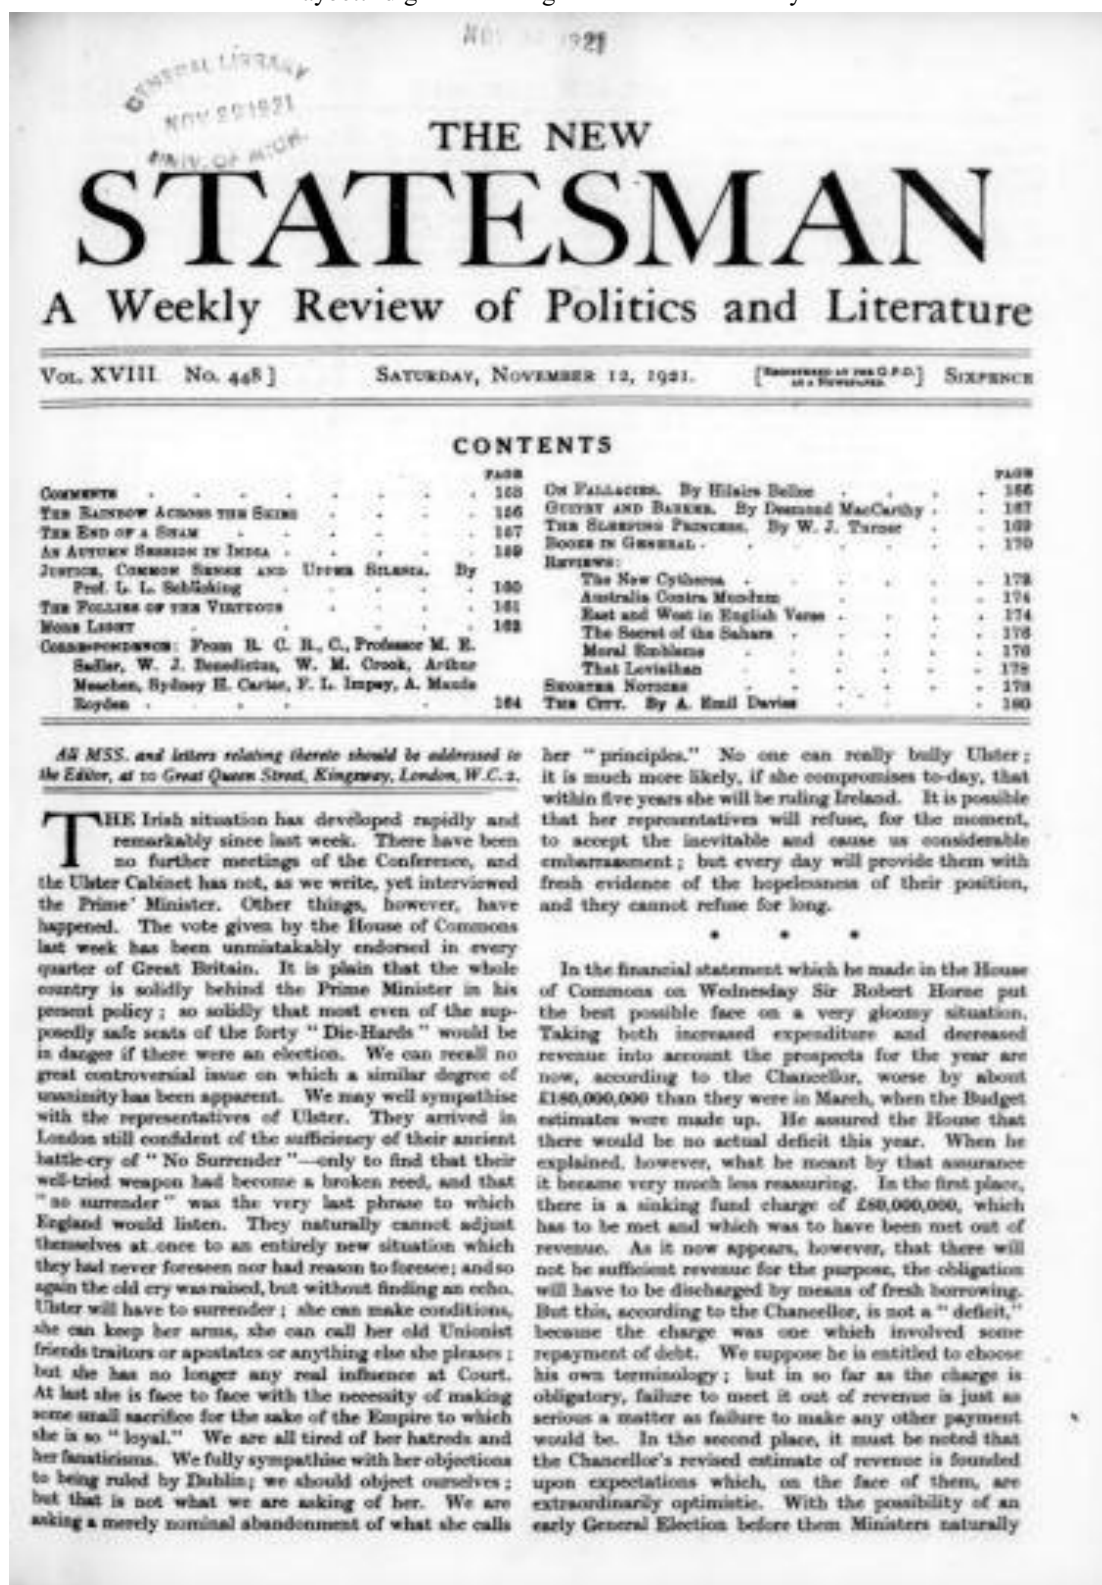 1921
GENERAL LIBRARY
NOV 29 1921
UNIV. OF MICH.
THE NEW
STATESMAN
A Weekly Review of Politics and Literature
VOL. XVIII. No. 448]
SATURDAY, NOVEMBER 12, 1921.
[REGISTERED AT THE G.P.O.
AS A NEWSPAPER.]
SIXPENCE
CONTENTS
PAGE
COMMENTS 153
THE RAINBOW ACROSS THE SKIES 156
THE END OF A SHAM 157
AN AUTUMN SESSION IN INDIA 159
JUSTICE, COMMON SENSE AND UPPER SILESIA. By
Prof. L. L. Schücking 160
THE FOLLIES OF THE VIRTUOUS 161
MORE LIGHT 162
CORRESPONDENCE: From R. C. R., C., Professor M. E.
Sadler, W. J. Benedictus, W. M. Crook, Arthur
Meachen, Sydney H. Carter, F. L. Impey, A. Maude
Royden 164
PAGE
ON FALLACIES. By Hilaire Belloc 166
GUITRY AND BARKER. By Desmond MacCarthy 167
THE SLEEPING PRINCESS. By W. J. Turner 169
BOOKS IN GENERAL 170
REVIEWS:
The New Cytherea 173
Australia Contra Mundum 174
East and West in English Verse 174
The Secret of the Sahara 176
Moral Emblems 176
That Leviathan 178
SHORTER NOTICES 178
THE CITY. By A. Emil Davies 180
All MSS. and letters relating thereto should be addressed to
the Editor, at 10 Great Queen Street, Kingsway, London, W.C.2.
THE Irish situation has developed rapidly and
remarkably since last week. There have been
no further meetings of the Conference, and
the Ulster Cabinet has not, as we write, yet interviewed
the Prime Minister. Other things, however, have
happened. The vote given by the House of Commons
last week has been unmistakably endorsed in every
quarter of Great Britain. It is plain that the whole
country is solidly behind the Prime Minister in his
present policy; so solidly that most even of the sup-
posedly safe seats of the forty "Die-Hards" would be
in danger if there were an election. We can recall no
great controversial issue on which a similar degree of
unanimity has been apparent. We may well sympathise
with the representatives of Ulster. They arrived in
London still confident of the sufficiency of their ancient
battle-cry of "No Surrender"—only to find that their
well-tried weapon had become a broken reed, and that
"no surrender" was the very last phrase to which
England would listen. They naturally cannot adjust
themselves at once to an entirely new situation which
they had never foreseen nor had reason to foresee; and so
again the old cry was raised, but without finding an echo.
Ulster will have to surrender; she can make conditions,
she can keep her arms, she can call her old Unionist
friends traitors or apostates or anything else she pleases;
but she has no longer any real influence at Court.
At last she is face to face with the necessity of making
some small sacrifice for the sake of the Empire to which
she is so "loyal." We are all tired of her hatreds and
her fanaticisms. We fully sympathise with her objections
to being ruled by Dublin; we should object ourselves;
but that is not what we are asking of her. We are
asking a merely nominal abandonment of what she calls
her "principles." No one can really bully Ulster;
it is much more likely, if she compromises to-day, that
within five years she will be ruling Ireland. It is possible
that her representatives will refuse, for the moment,
to accept the inevitable and cause us considerable
embarrassment; but every day will provide them with
fresh evidence of the hopelessness of their position,
and they cannot refuse for long.
* * *
In the financial statement which he made in the House
of Commons on Wednesday Sir Robert Horne put
the best possible face on a very gloomy situation.
Taking both increased expenditure and decreased
revenue into account the prospects for the year are
now, according to the Chancellor, worse by about
£160,000,000 than they were in March, when the Budget
estimates were made up. He assured the House that
there would be no actual deficit this year. When he
explained, however, what he meant by that assurance
it became very much less reassuring. In the first place,
there is a sinking fund charge of £80,000,000, which
has to be met and which was to have been met out of
revenue. As it now appears, however, that there will
not be sufficient revenue for the purpose, the obligation
will have to be discharged by means of fresh borrowing.
But this, according to the Chancellor, is not a "deficit,"
because the charge was one which involved some
repayment of debt. We suppose he is entitled to choose
his own terminology; but in so far as the charge is
obligatory, failure to meet it out of revenue is just as
serious a matter as failure to make any other payment
would be. In the second place, it must be noted that
the Chancellor's revised estimate of revenue is founded
upon expectations which, on the face of them, are
extraordinarily optimistic. With the possibility of an
early General Election before them Ministers naturally